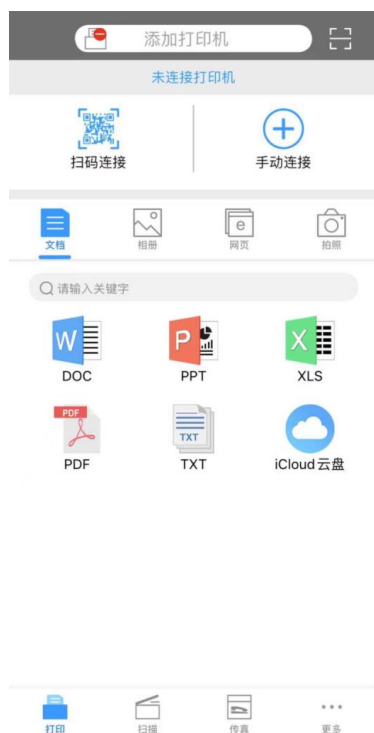 添加打印机
未连接打印机
扫码连接
手动连接
文档
相册
e
网页
拍照
请输入关键字
W
DOC
P
PPT
X
XLS
PDF
PDF
TXT
TXT
iCloud云盘
打印
扫描
传真
更多